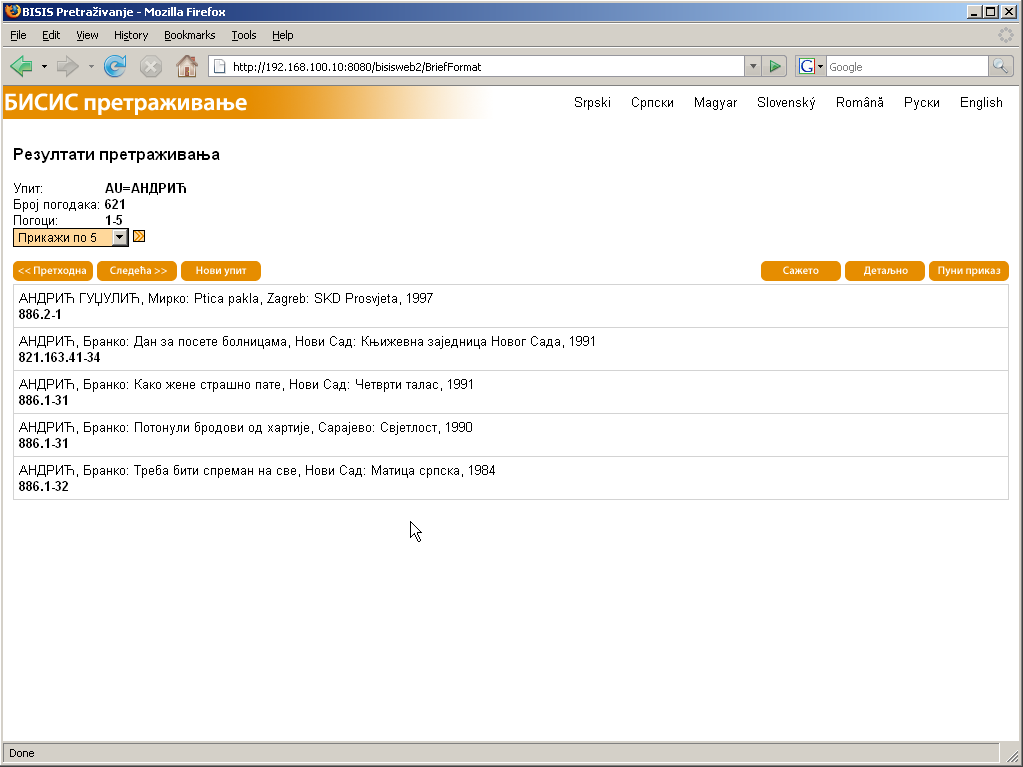 BISIS Pretraživanje - Mozilla Firefox
File Edit View History Bookmarks Tools Help
http://192.168.100.10:8080/bisisweb2/BriefFormat
G Google
БИСИС претраживање
Srpski Српски Magyar Slovenský Română Руски English
Резултати претраживања
Упит: AU=АНДРИЋ
Број погодака: 621
Погоци: 1-5
Прикажи по 5
<< Претходна Следећа >> Нови упит Сажето Детаљно Пуни приказ
АНДРИЋ ГУЏУЛИЋ, Мирко: Ptica pakla, Zagreb: SKD Prosvjeta, 1997
886.2-1
АНДРИЋ, Бранко: Дан за посете болницама, Нови Сад: Књижевна заједница Новог Сада, 1991
821.163.41-34
АНДРИЋ, Бранко: Како жене страшно пате, Нови Сад: Четврти талас, 1991
886.1-31
АНДРИЋ, Бранко: Потонули бродови од хартије, Сарајево: Свјетлост, 1990
886.1-31
АНДРИЋ, Бранко: Треба бити спреман на све, Нови Сад: Матица српска, 1984
886.1-32
Done